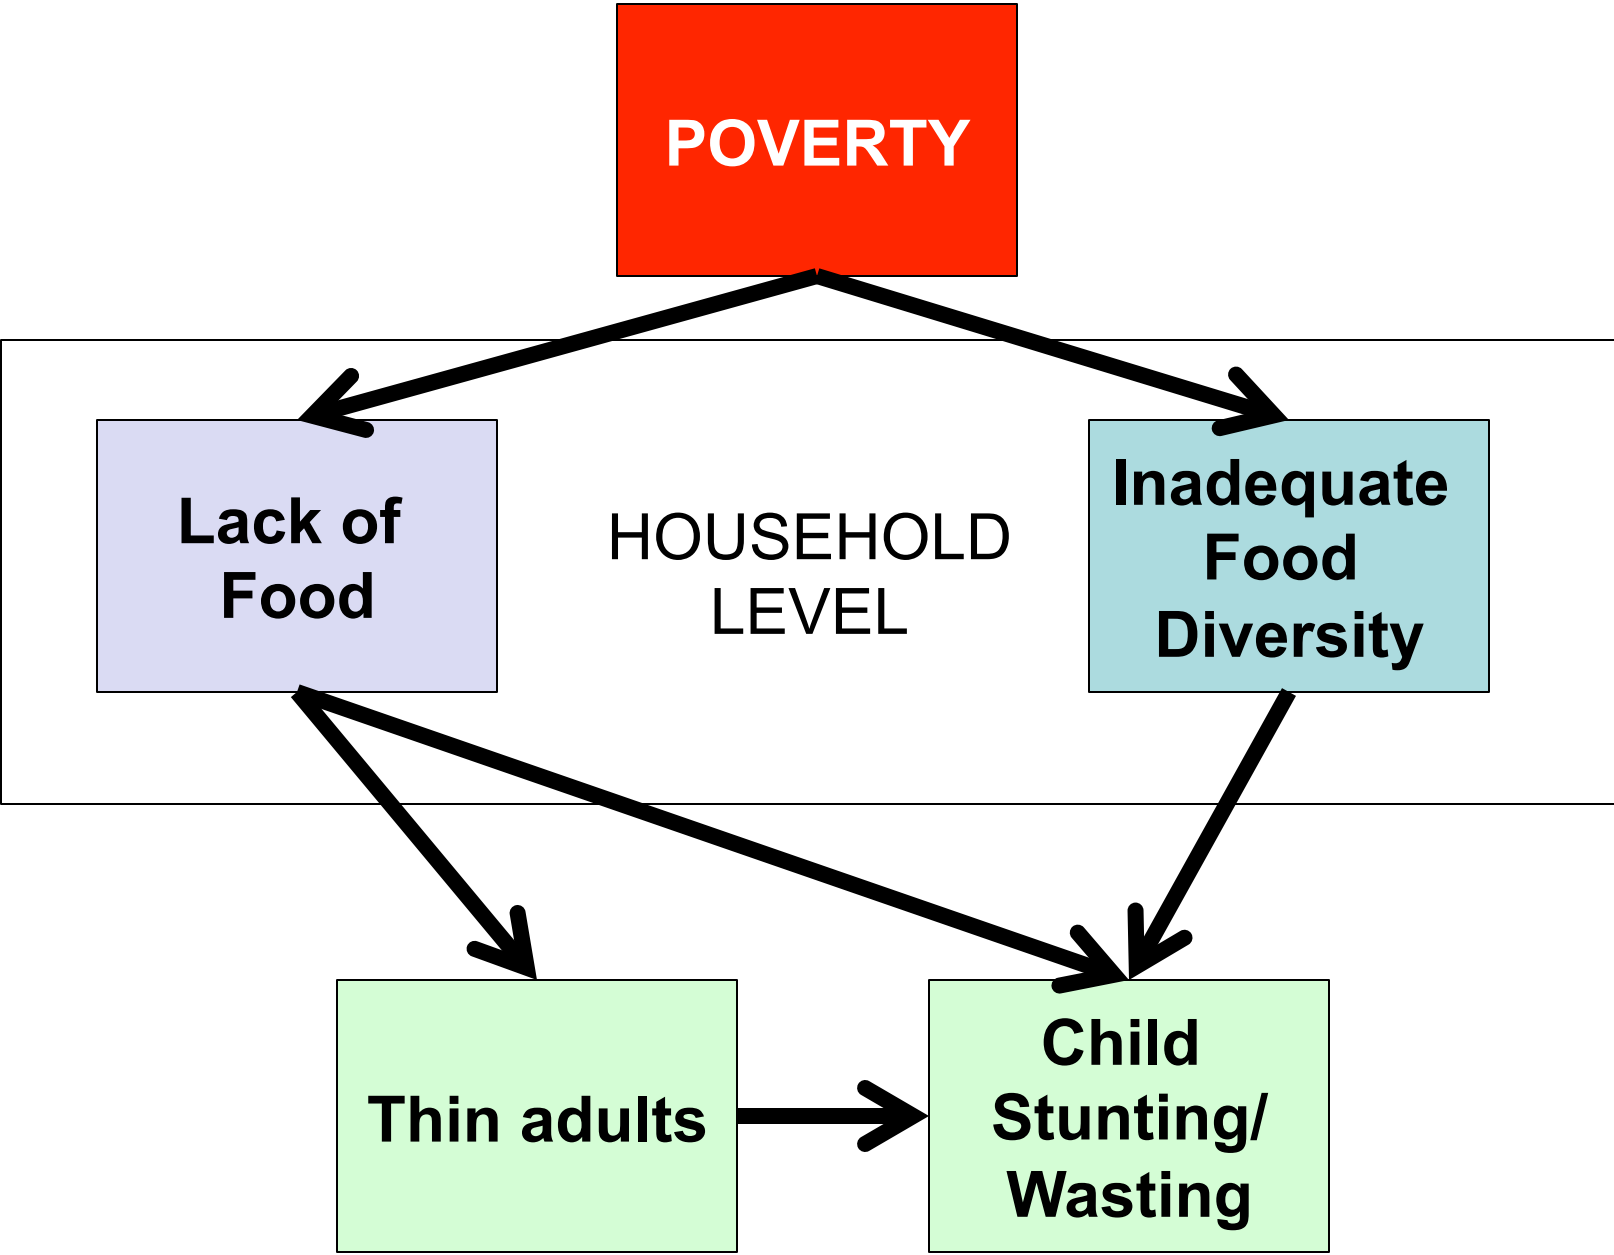 POVERTY
Lack of
Food
HOUSEHOLD
LEVEL
Inadequate
Food
Diversity
Thin adults
Child
Stunting/
Wasting